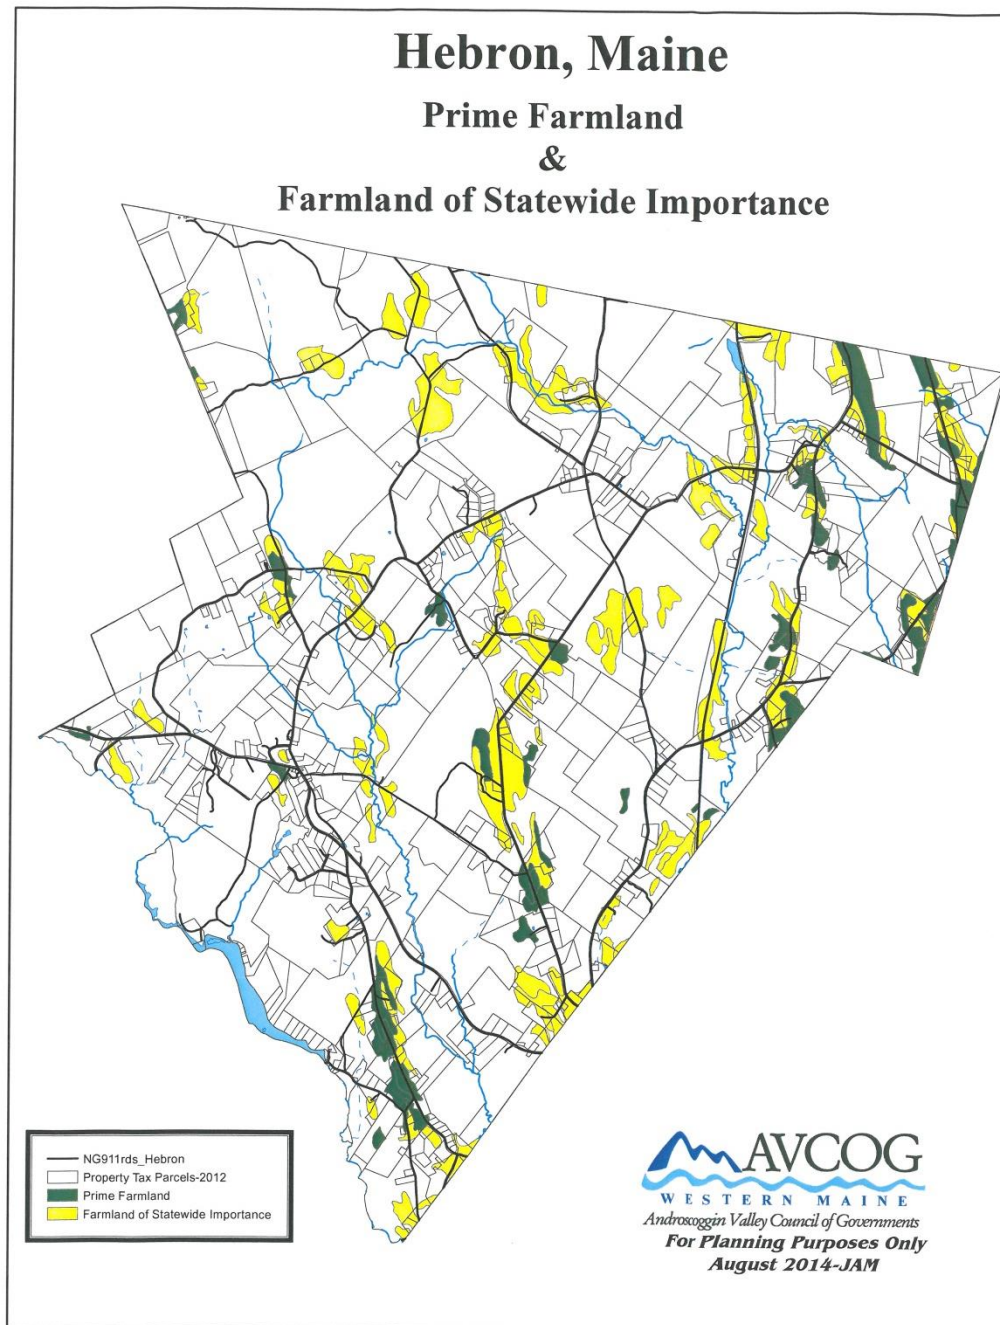 Hebron, Maine
Prime Farmland
&
Farmland of Statewide Importance
NG911rds_Hebron
Property Tax Parcels-2012
Prime Farmland
Farmland of Statewide Importance
AVCOG
WESTERN MAINE
Androscoggin Valley Council of Governments
For Planning Purposes Only
August 2014-JAM